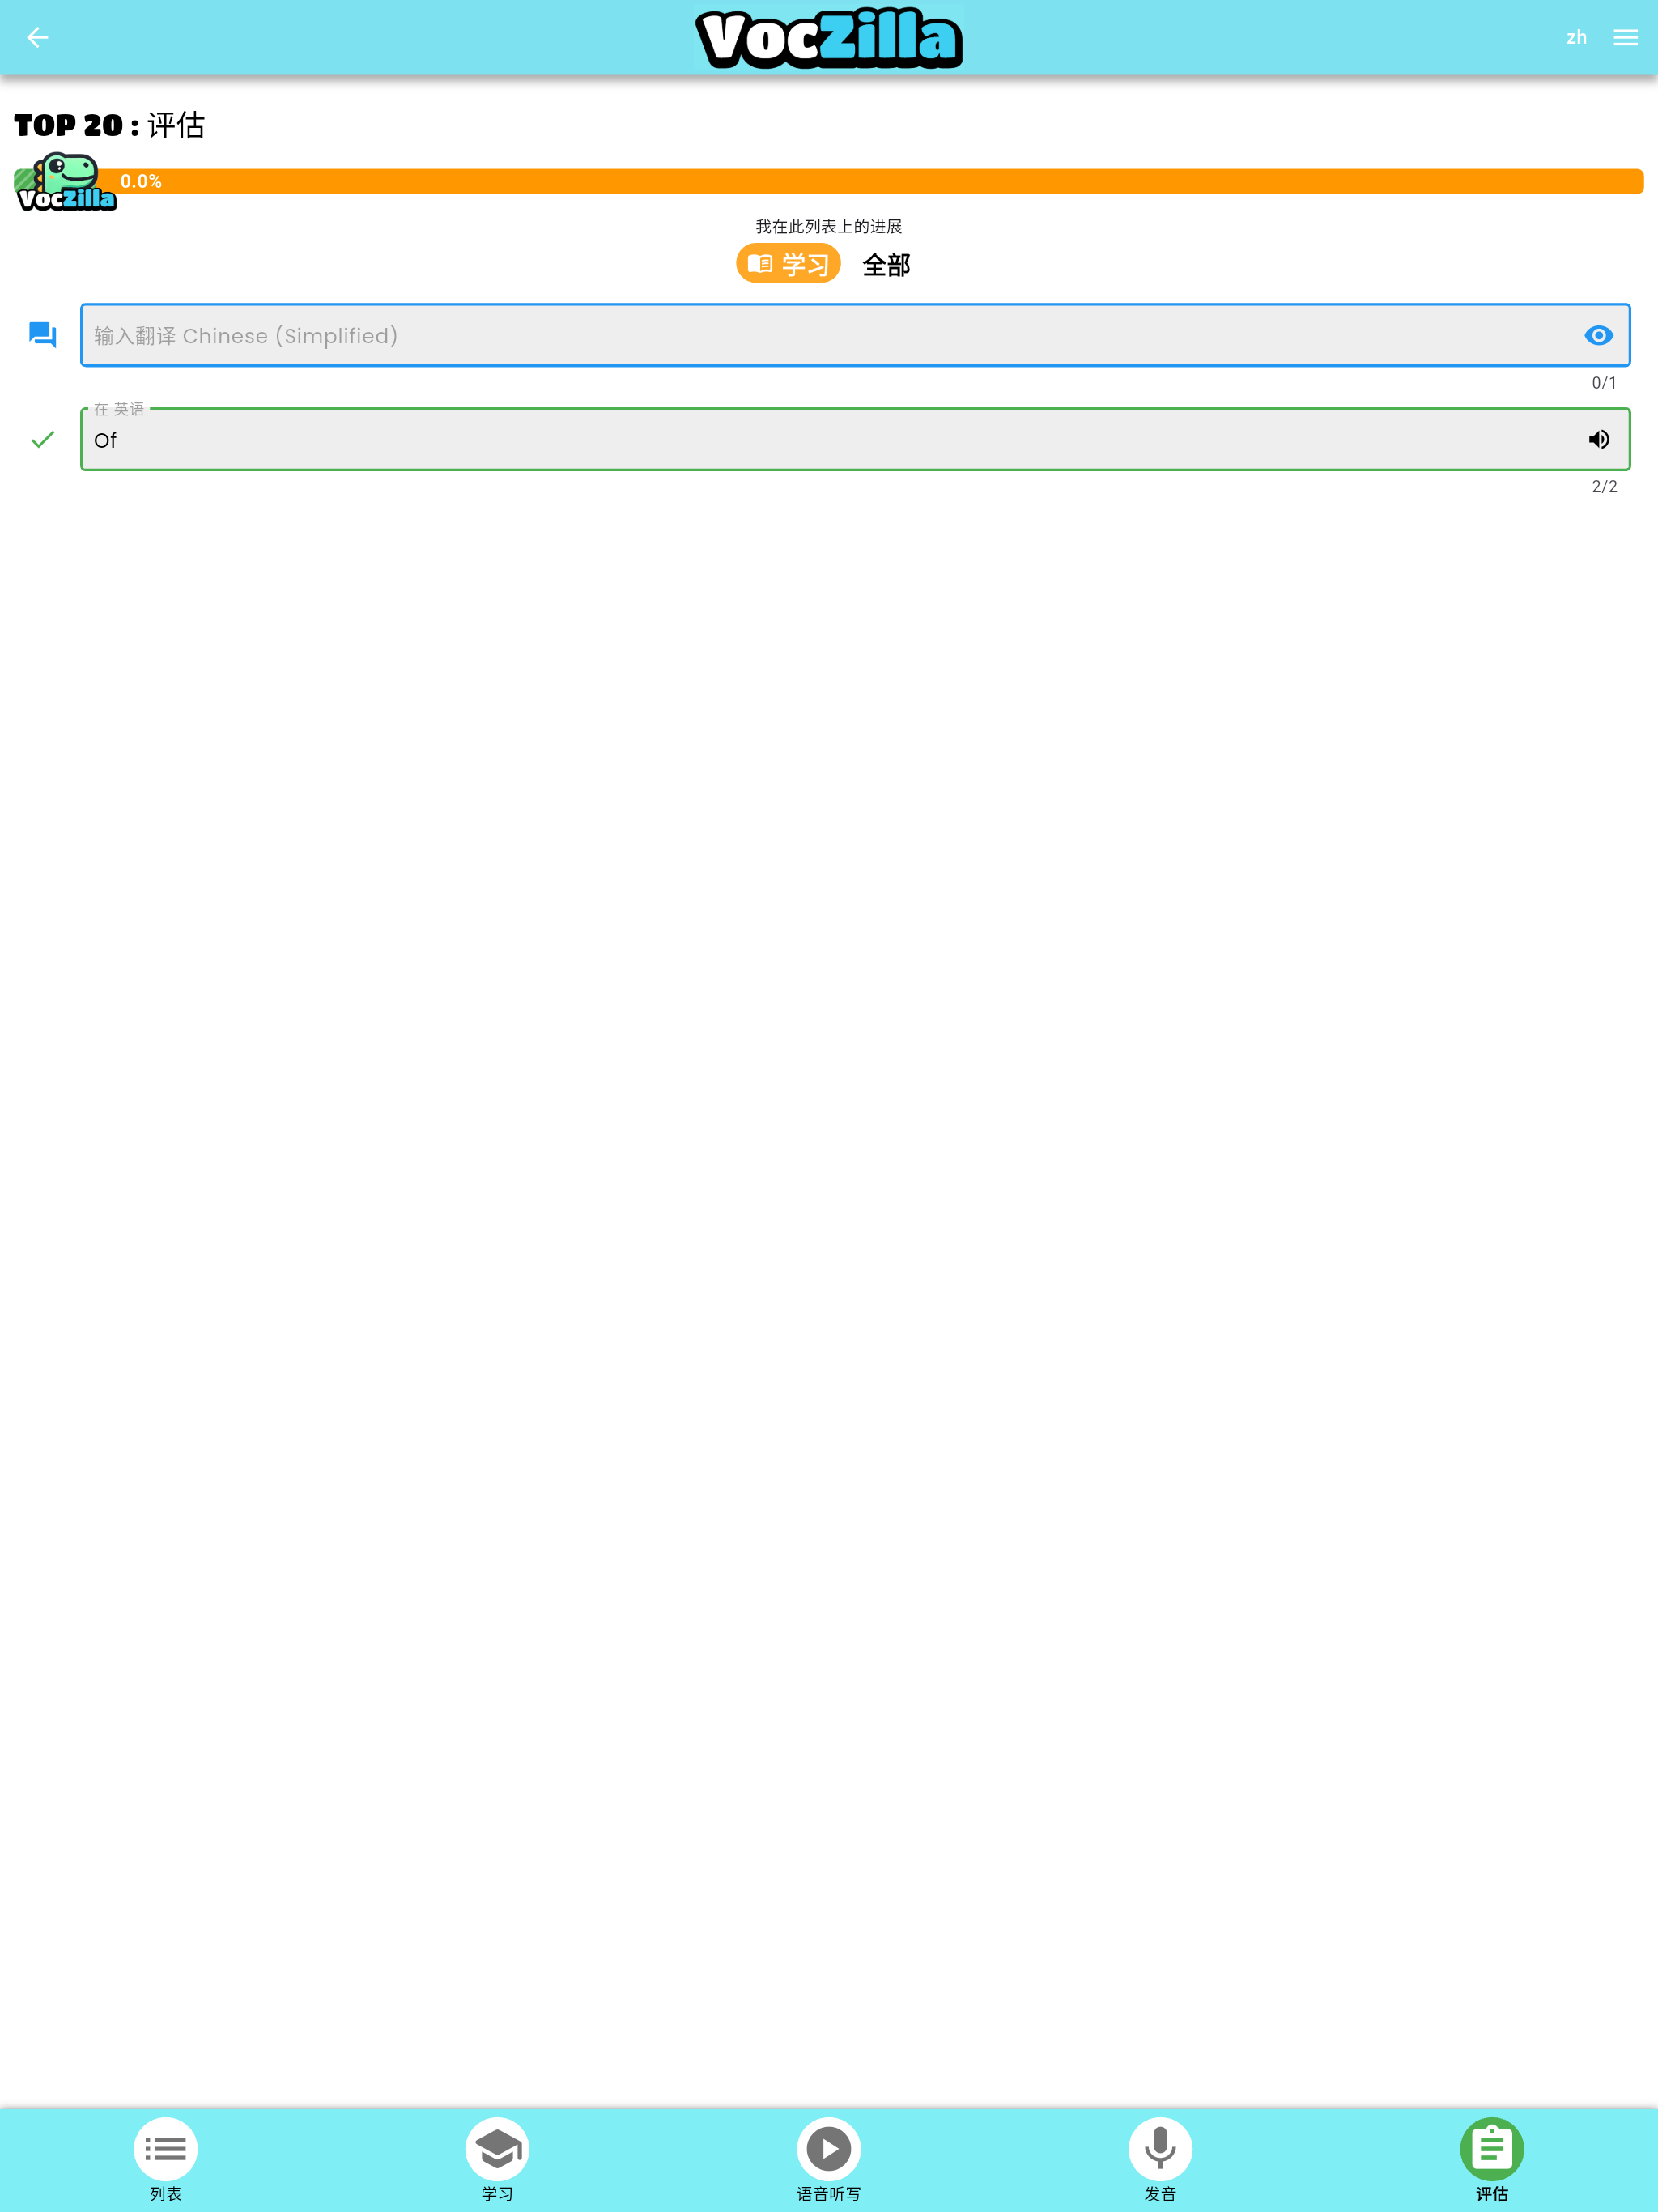 VocZilla
zh
TOP 20 : 评估
VocZilla
0.0%
我在此列表上的进展
学习 全部
输入翻译 Chinese (Simplified)
0/1
在 英语
Of
2/2
列表 学习 语音听写 发音 评估